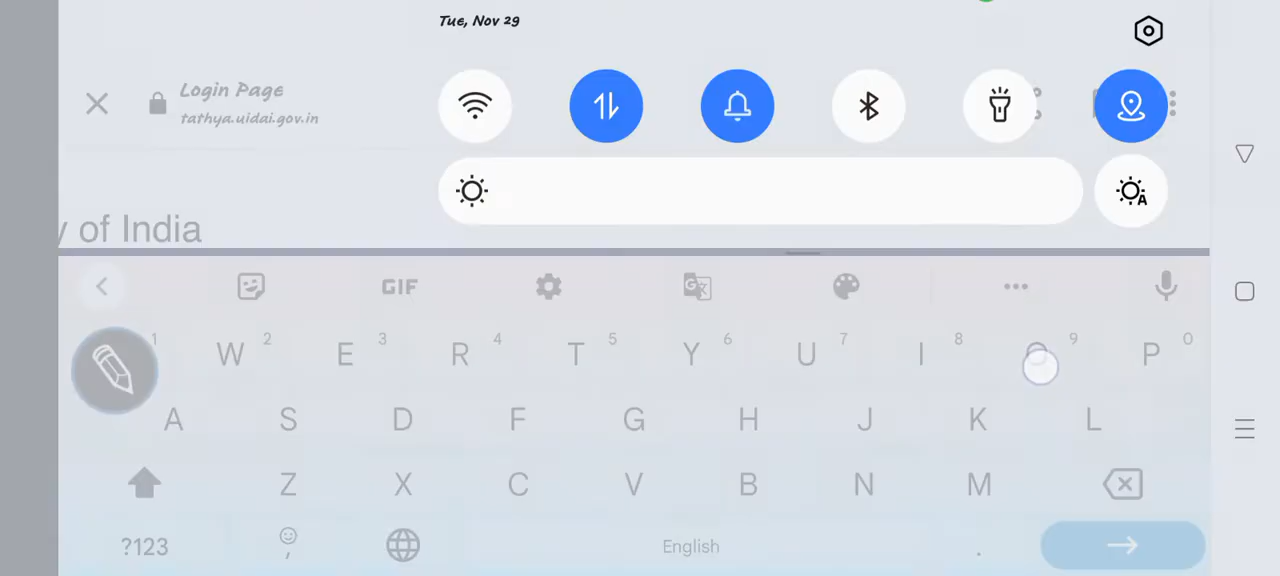 Tue, Nov 29
Login Page
tathya.uidai.gov.in
y of India
GIF
1 W 2 E 3 R 4 T 5 Y 6 U 7 I 8 O 9 P 0
A S D F G H J K L
Z X C V B N M
?123 , English .